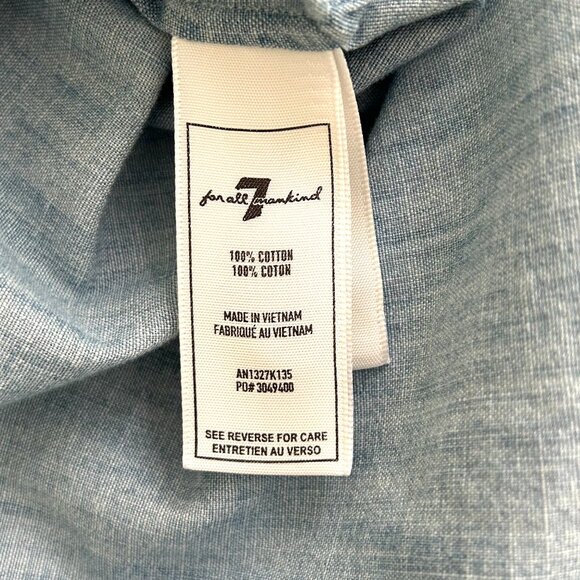 for all 7 mankind
100% COTTON
100% COTON
MADE IN VIETNAM
FABRIQUÉ AU VIETNAM
AN1327K135
PO# 3049400
SEE REVERSE FOR CARE
ENTRETIEN AU VERSO